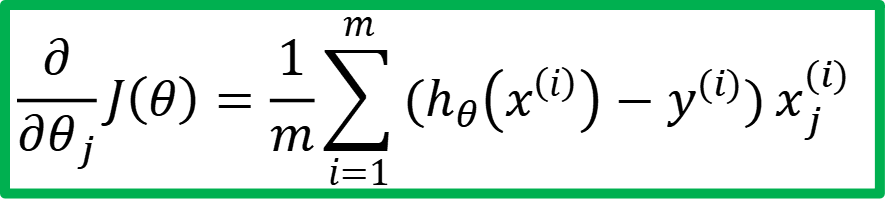 ∂/∂θ_j J(θ) = 1/m ∑_{i=1}^{m} (h_θ(x^{(i)}) − y^{(i)}) x_j^{(i)}